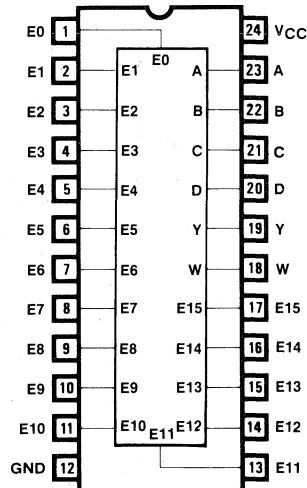 E0 1 E0 24 VCC
E1 2 E1 A 23 A
E2 3 E2 B 22 B
E3 4 E3 C 21 C
E4 5 E4 D 20 D
E5 6 E5 Y 19 Y
E6 7 E6 W 18 W
E7 8 E7 E15 17 E15
E8 9 E8 E14 16 E14
E9 10 E9 E13 15 E13
E10 11 E10 E11 E12 14 E12
GND 12 13 E11